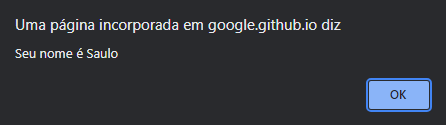 Uma página incorporada em google.github.io diz
Seu nome é Saulo
OK